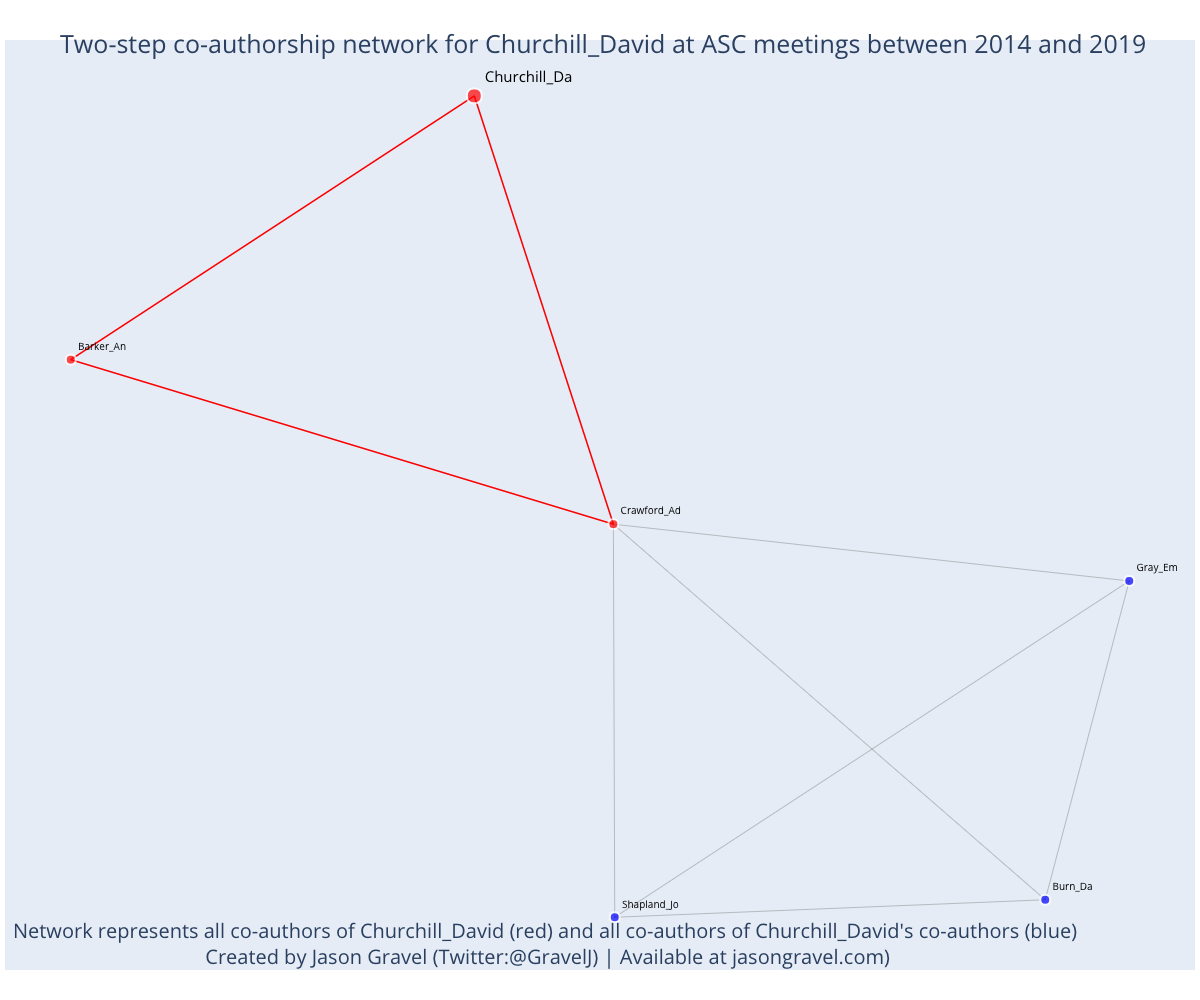 Two-step co-authorship network for Churchill_David at ASC meetings between 2014 and 2019
Churchill_Da
Barker_An
Crawford_Ad
Gray_Em
Burn_Da
Shapland_Jo
Network represents all co-authors of Churchill_David (red) and all co-authors of Churchill_David's co-authors (blue)
Created by Jason Gravel (Twitter:@GravelJ) | Available at jasongravel.com)